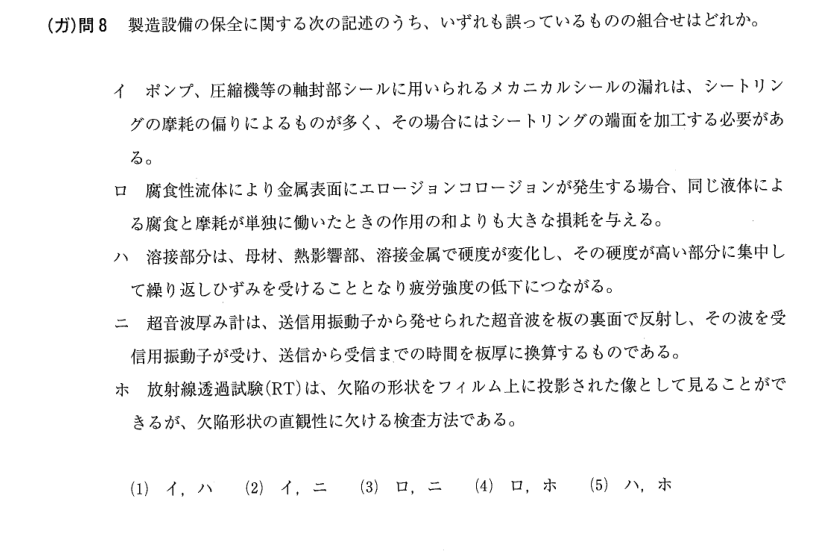 (ガ)問8 製造設備の保全に関する次の記述のうち、いずれも誤っているものの組合せはどれか。
イ ポンプ、圧縮機等の軸封部シールに用いられるメカニカルシールの漏れは、シートリン
グの摩耗の偏りによるものが多く、その場合にはシートリングの端面を加工する必要があ
る。
ロ 腐食性流体により金属表面にエロージョンコロージョンが発生する場合、同じ液体によ
る腐食と摩耗が単独に働いたときの作用の和よりも大きな損耗を与える。
ハ 溶接部分は、母材、熱影響部、溶接金属で硬度が変化し、その硬度が高い部分に集中し
て繰り返しひずみを受けることとなり疲労強度の低下につながる。
ニ 超音波厚み計は、送信用振動子から発せられた超音波を板の裏面で反射し、その波を受
信用振動子が受け、送信から受信までの時間を板厚に換算するものである。
ホ 放射線透過試験(RT)は、欠陥の形状をフィルム上に投影された像として見ることがで
きるが、欠陥形状の直観性に欠ける検査方法である。
(1) イ，ハ (2) イ，ニ (3) ロ，ニ (4) ロ，ホ (5) ハ，ホ